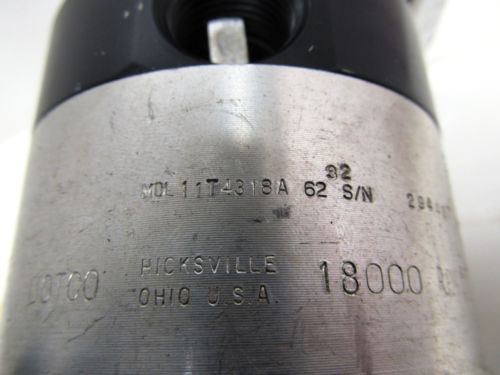 32
MDL 11T4318A 62 S/N
DOTCO HICKSVILLE 18000
OHIO U.S.A.